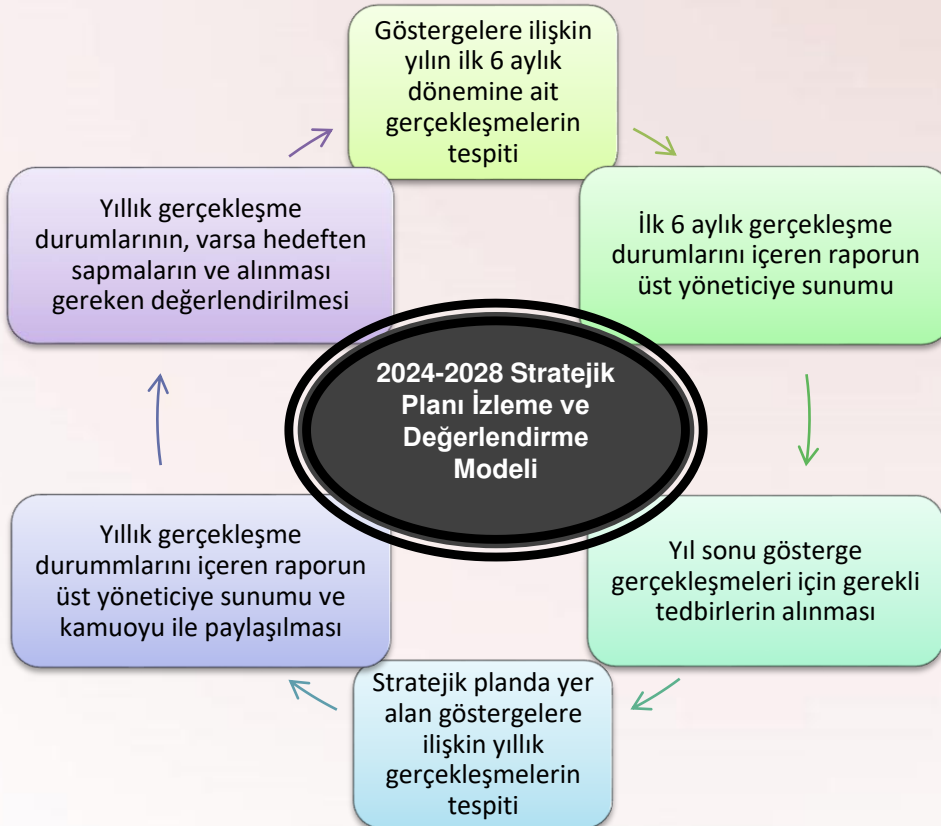 Göstergelere ilişkin
yılın ilk 6 aylık
dönemine ait
gerçekleşmelerin
tespiti
İlk 6 aylık gerçekleşme
durumlarını içeren raporun
üst yöneticiye sunumu
Yıl sonu gösterge
gerçekleşmeleri için gerekli
tedbirlerin alınması
Stratejik planda yer
alan göstergelere
ilişkin yıllık
gerçekleşmelerin
tespiti
Yıllık gerçekleşme
durummlarını içeren raporun
üst yöneticiye sunumu ve
kamuoyu ile paylaşılması
Yıllık gerçekleşme
durumlarının, varsa hedeften
sapmaların ve alınması
gereken değerlendirilmesi
2024-2028 Stratejik
Planı İzleme ve
Değerlendirme
Modeli